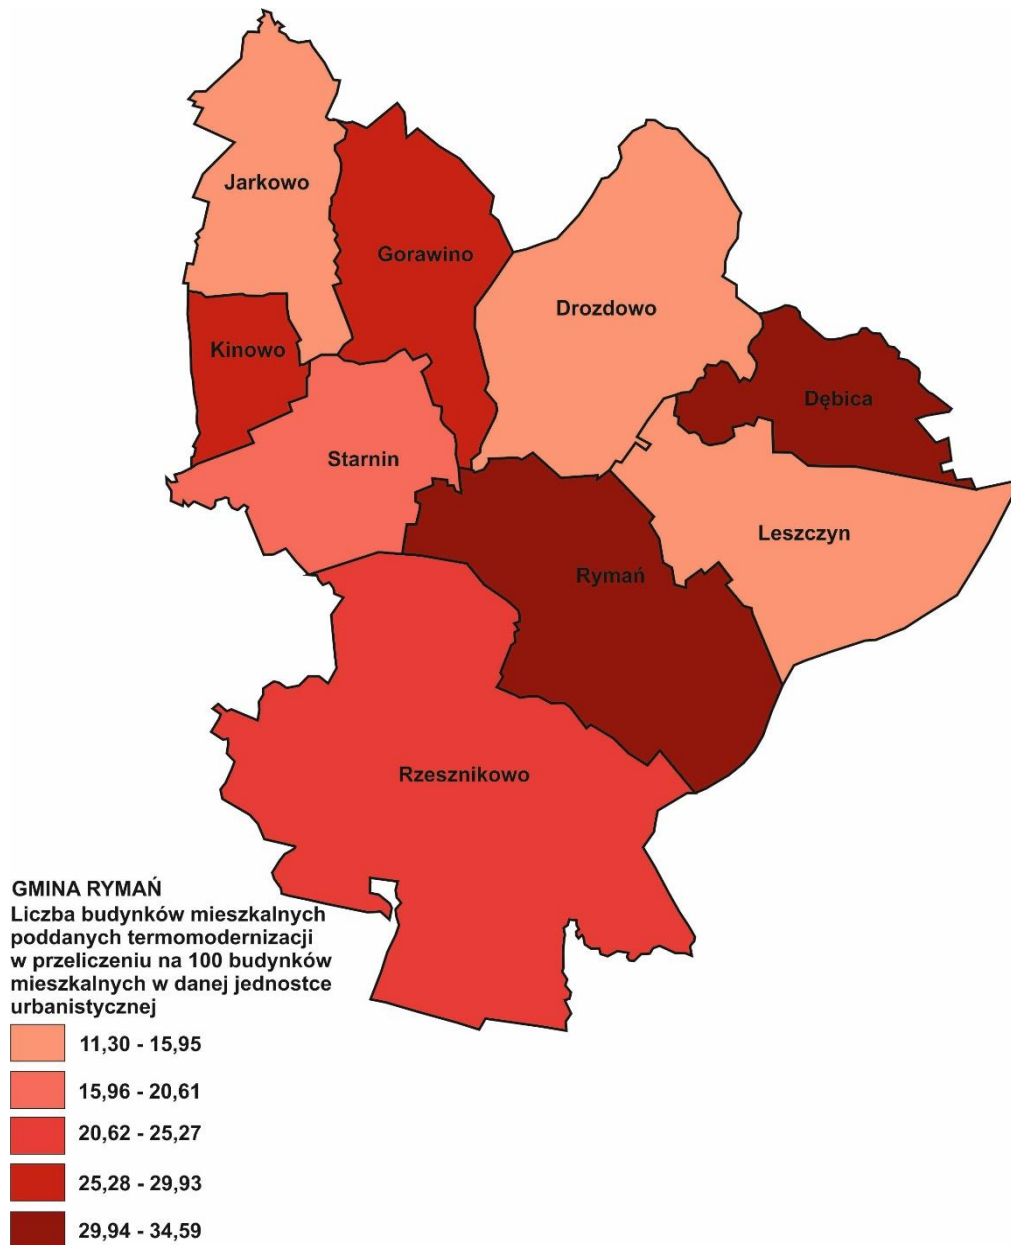 Jarkowo
Gorawino
Drozdowo
Kinowo
Dębica
Starnin
Leszczyn
Rymań
Rzesznikowo
GMINA RYMAŃ
Liczba budynków mieszkalnych
poddanych termomodernizacji
w przeliczeniu na 100 budynków
mieszkalnych w danej jednostce
urbanistycznej
11,30 - 15,95
15,96 - 20,61
20,62 - 25,27
25,28 - 29,93
29,94 - 34,59